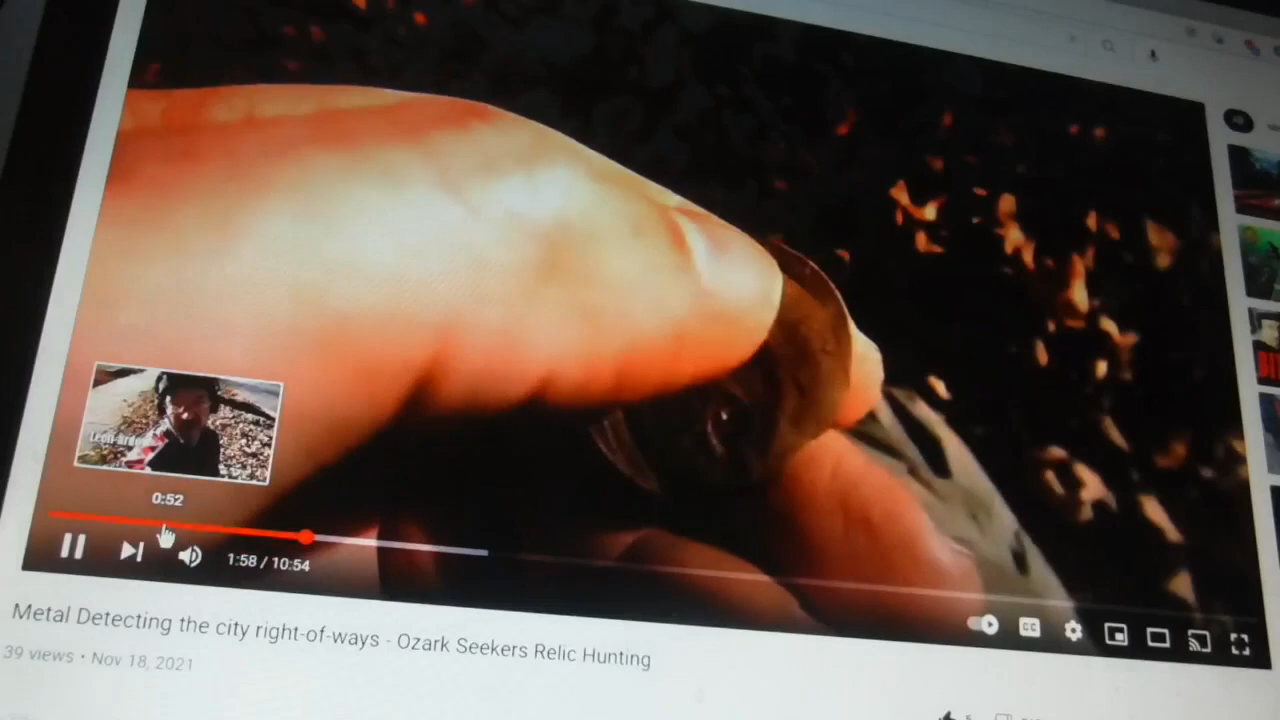 0:52
1:58 / 10:54
CC
Metal Detecting the city right-of-ways - Ozark Seekers Relic Hunting
39 views • Nov 18, 2021